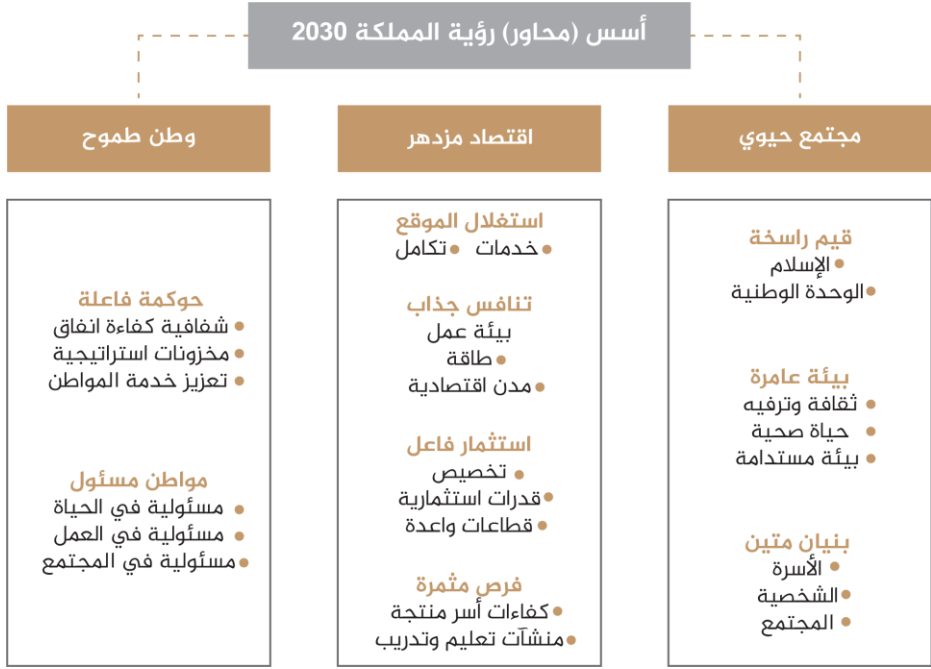 أسس (محاور) رؤية المملكة 2030
مجتمع حيوي
قيم راسخة
• الإسلام
• الوحدة الوطنية
بيئة عامرة
• ثقافة وترفيه
• حياة صحية
• بيئة مستدامة
بنيان متين
• الأسرة
• الشخصية
• المجتمع
اقتصاد مزدهر
استغلال الموقع
• خدمات • تكامل
تنافس جذاب
بيئة عمل
• طاقة
• مدن اقتصادية
استثمار فاعل
• تخصيص
• قدرات استثمارية
• قطاعات واعدة
فرص مثمرة
• كفاءات أسر منتجة
• منشآت تعليم وتدريب
وطن طموح
حوكمة فاعلة
• شفافية كفاءة انفاق
• مخزونات استراتيجية
• تعزيز خدمة المواطن
مواطن مسئول
• مسئولية في الحياة
• مسئولية في العمل
• مسئولية في المجتمع